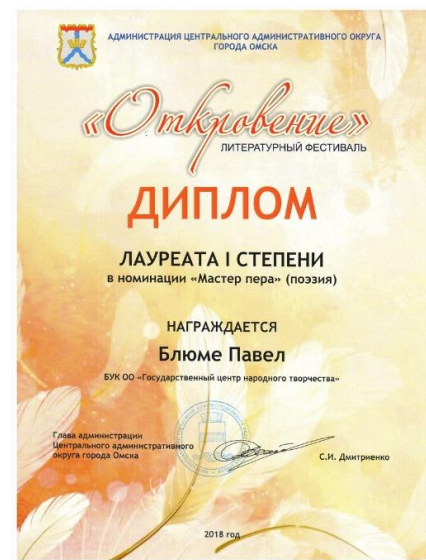 АДМИНИСТРАЦИЯ ЦЕНТРАЛЬНОГО АДМИНИСТРАТИВНОГО ОКРУГА
ГОРОДА ОМСКА
«Откровение»
ЛИТЕРАТУРНЫЙ ФЕСТИВАЛЬ
ДИПЛОМ
ЛАУРЕАТА I СТЕПЕНИ
в номинации «Мастер пера» (поэзия)
НАГРАЖДАЕТСЯ
Блюме Павел
БУК ОО «Государственный центр народного творчества»
Глава администрации
Центрального административного
округа города Омска
С.И. Дмитриенко
2018 год